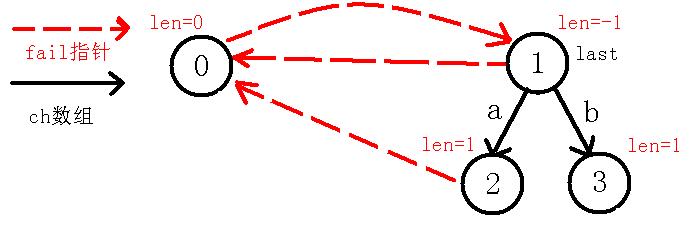 len=0
len=-1
fail指针
0
1
last
ch数组
a
b
len=1
len=1
2
3